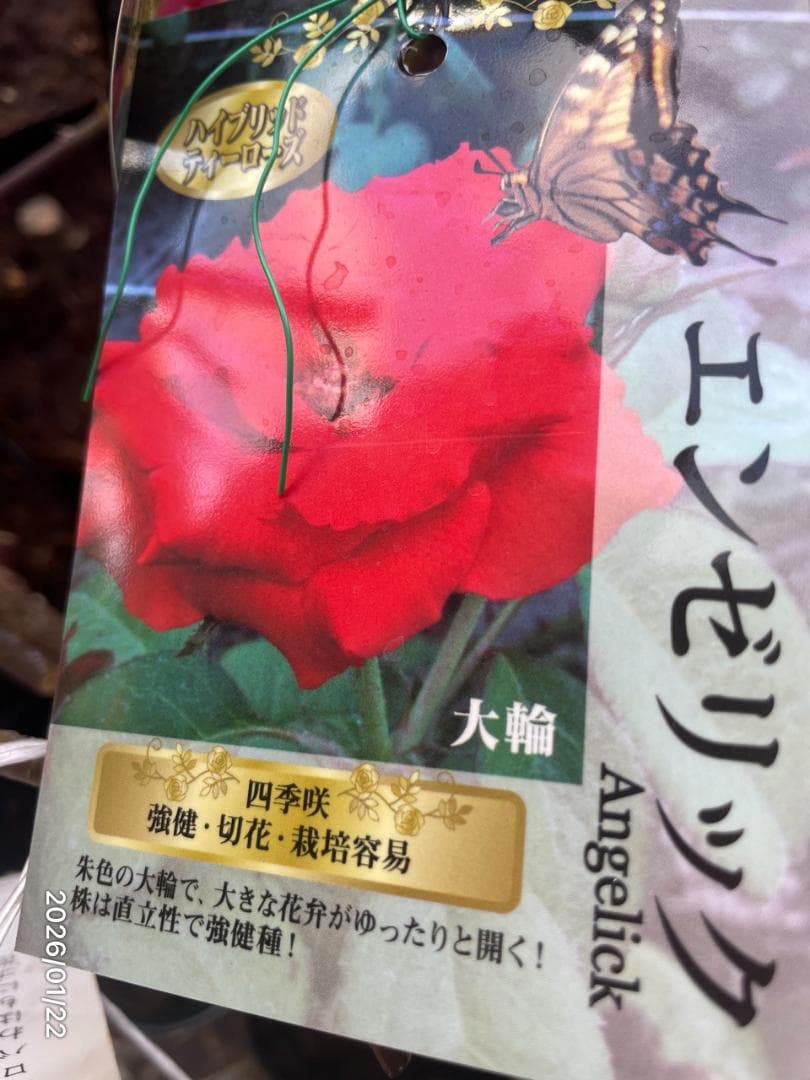 ハイブリッド
ティーローズ
エンゼリック
Angelick
大輪
四季咲
強健・切花・栽培容易
朱色の大輪で、大きな花弁がゆったりと開く!
株は直立性で強健種!
2026/01/22